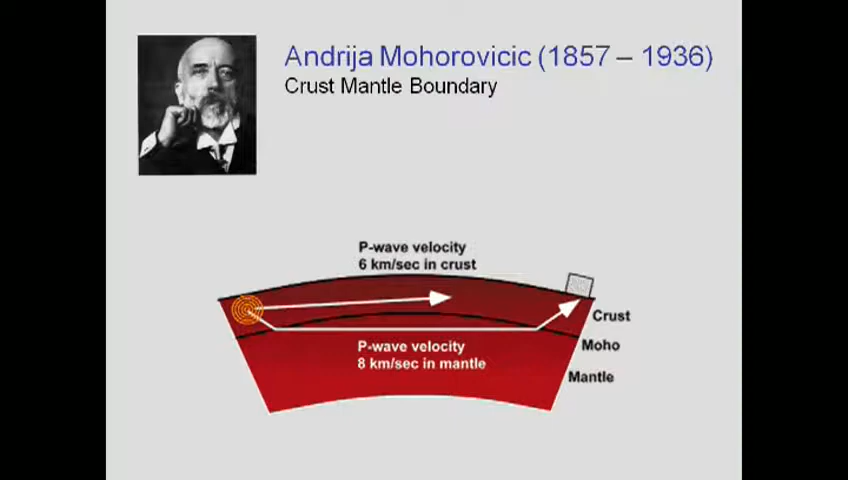 Andrija Mohorovicic (1857 – 1936)
Crust Mantle Boundary
P-wave velocity
6 km/sec in crust
Crust
Moho
P-wave velocity
8 km/sec in mantle
Mantle